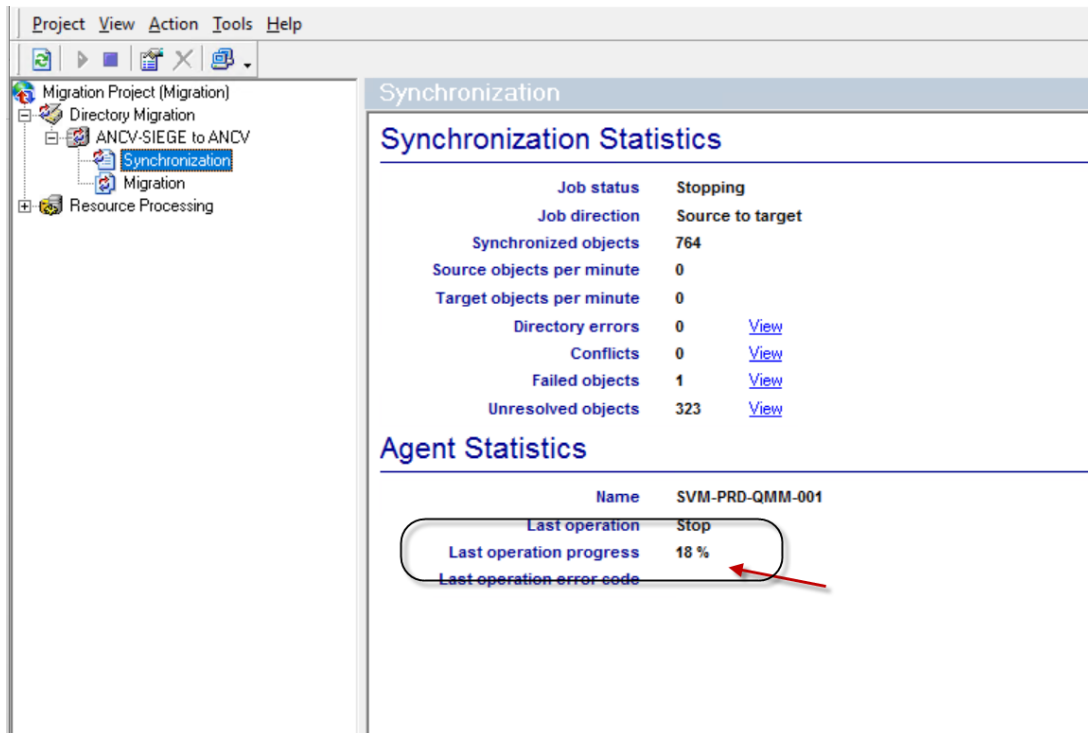 Project View Action Tools Help
Migration Project (Migration)
Directory Migration
ANCV-SIEGE to ANCV
Synchronization
Migration
Resource Processing
Synchronization
Synchronization Statistics
Job status Stopping
Job direction Source to target
Synchronized objects 764
Source objects per minute 0
Target objects per minute 0
Directory errors 0 View
Conflicts 0 View
Failed objects 1 View
Unresolved objects 323 View
Agent Statistics
Name SVM-PRD-QMM-001
Last operation Stop
Last operation progress 18 %
Last operation error code